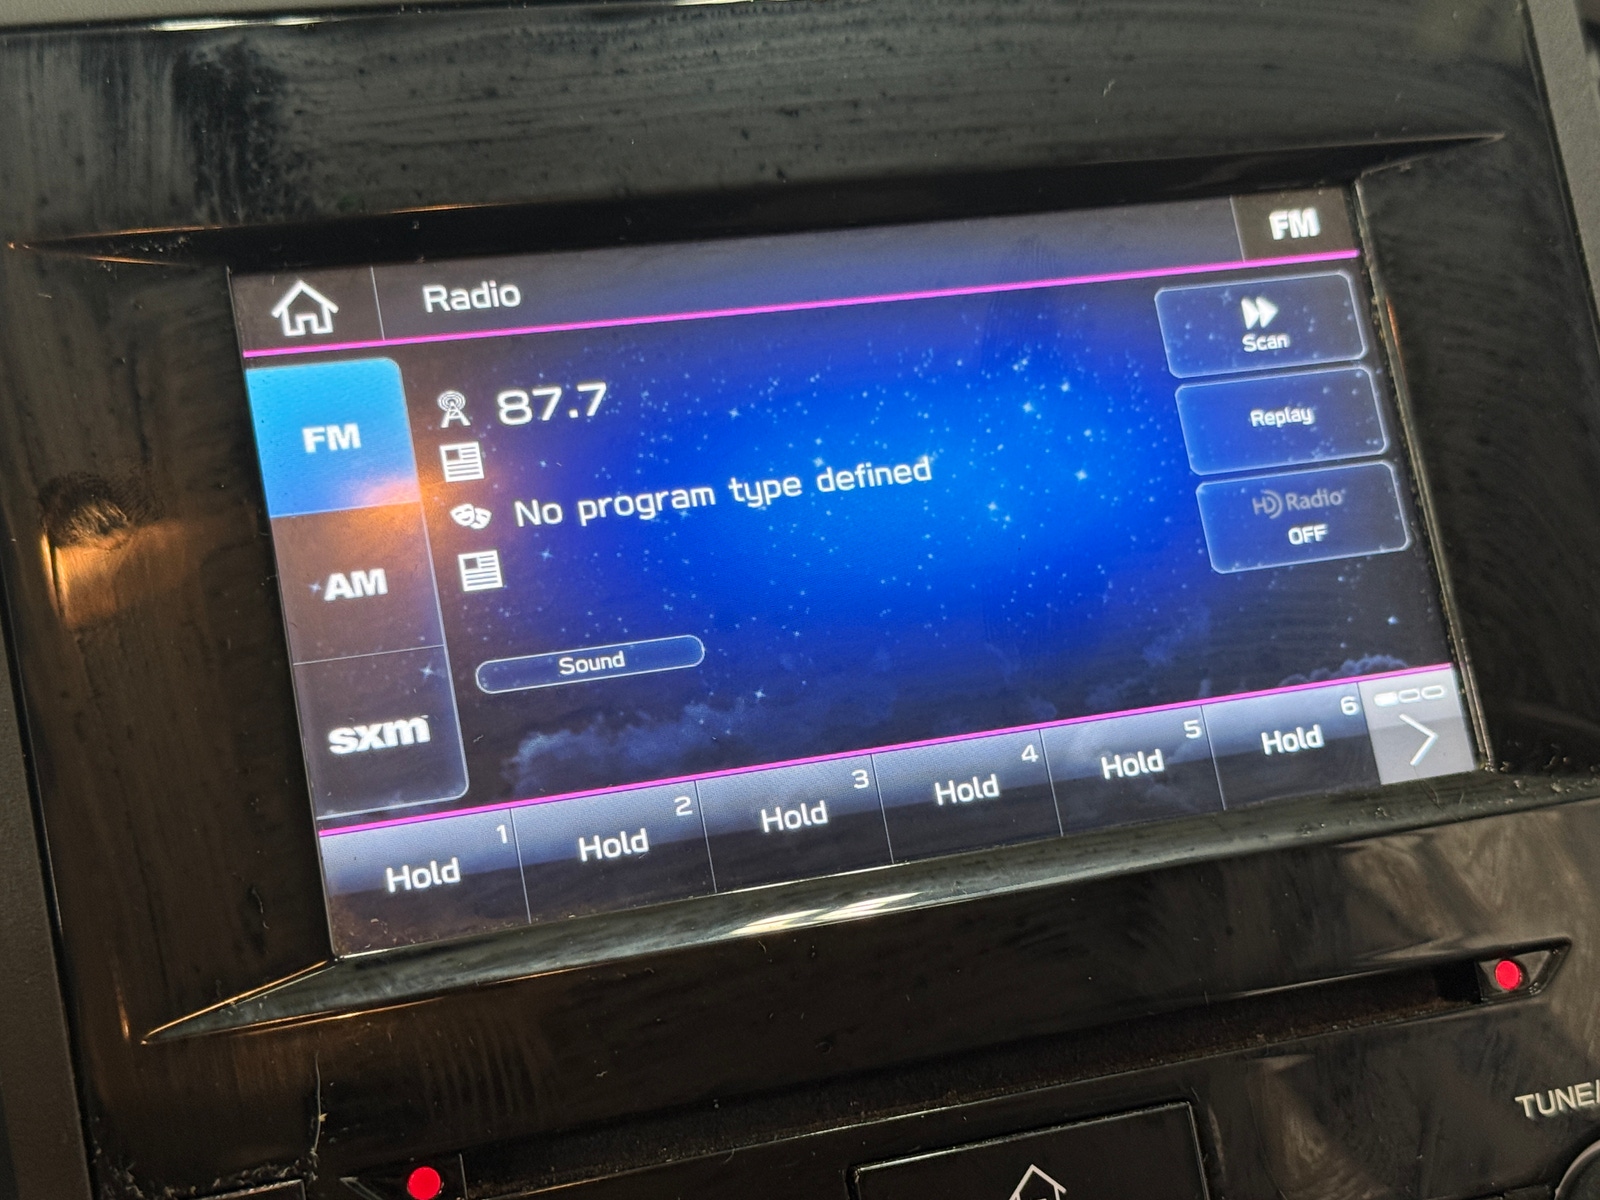 Radio
FM
FM
AM
sxm
87.7
No program type defined
Sound
Scan
Replay
HD Radio
OFF
1
Hold
2
Hold
3
Hold
4
Hold
5
Hold
6
Hold
TUNE/